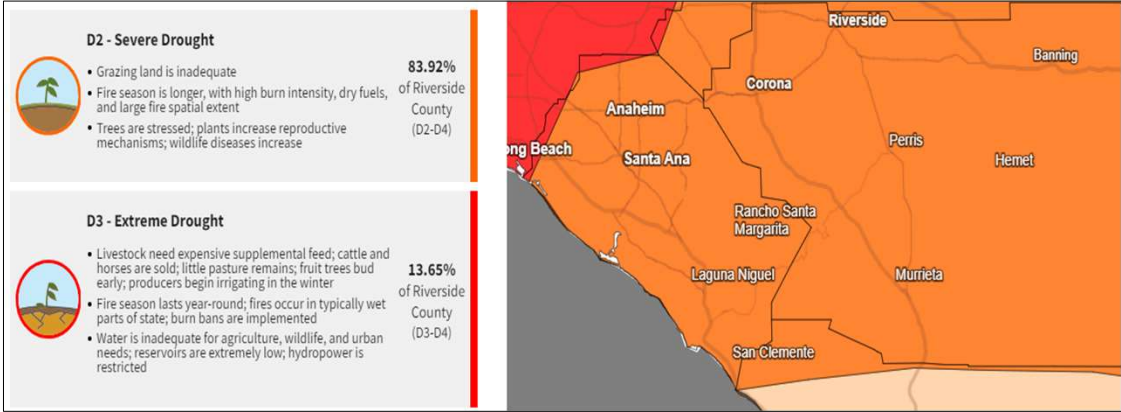 D2 - Severe Drought
• Grazing land is inadequate
• Fire season is longer, with high burn intensity, dry fuels,
and large fire spatial extent
• Trees are stressed; plants increase reproductive
mechanisms; wildlife diseases increase
83.92%
of Riverside
County
(D2-D4)
D3 - Extreme Drought
• Livestock need expensive supplemental feed; cattle and
horses are sold; little pasture remains; fruit trees bud
early; producers begin irrigating in the winter
• Fire season lasts year-round; fires occur in typically wet
parts of state; burn bans are implemented
• Water is inadequate for agriculture, wildlife, and urban
needs; reservoirs are extremely low; hydropower is
restricted
13.65%
of Riverside
County
(D3-D4)
Riverside
Banning
Corona
Anaheim
Perris
ong Beach
Santa Ana
Hemet
Rancho Santa
Margarita
Laguna Niguel
Murrieta
San Clemente